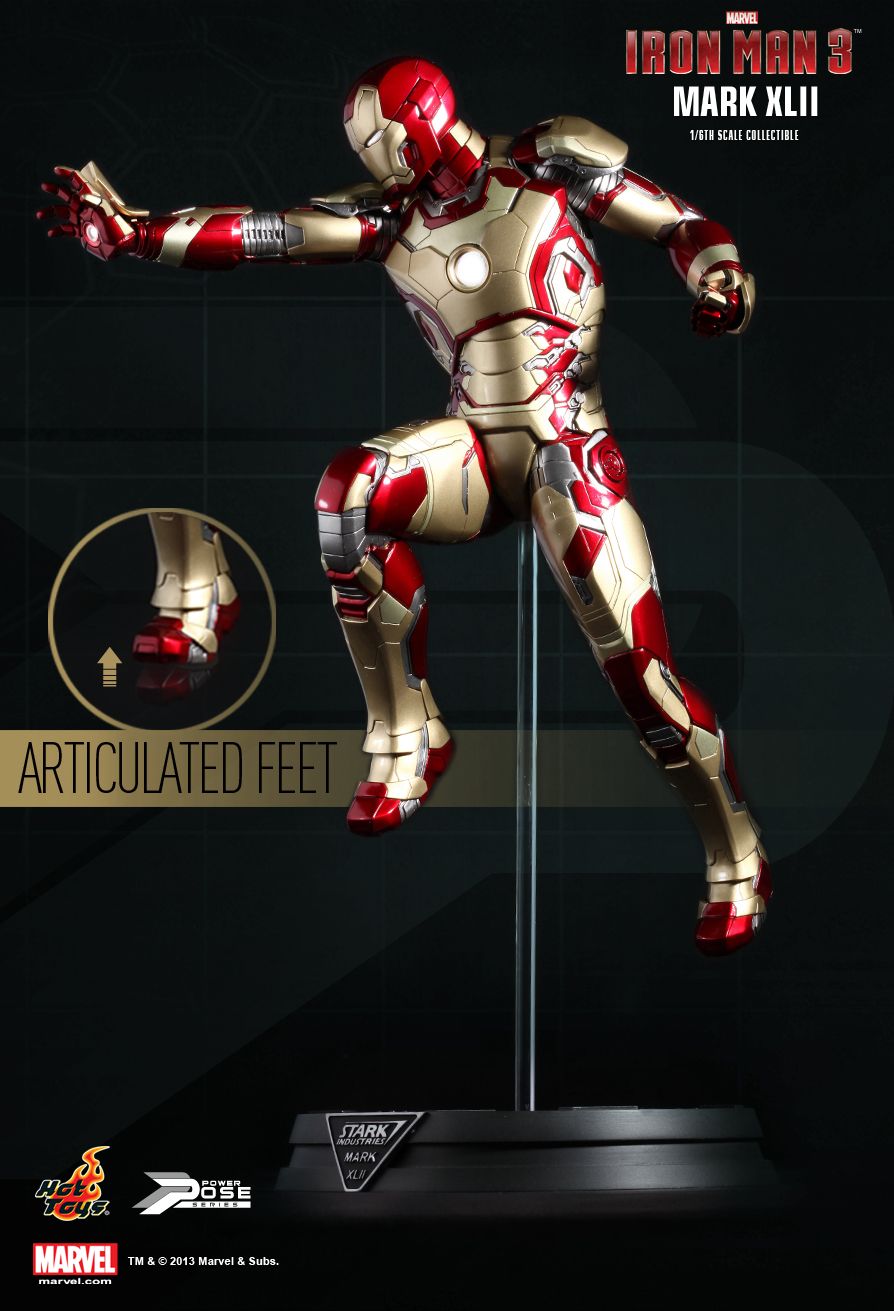 MARVEL
IRON MAN 3™
MARK XLII
1/6TH SCALE COLLECTIBLE
ARTICULATED FEET
STARK
INDUSTRIES
MARK
XLII
Hot
Toys®
POWER
POSE
SERIES
MARVEL
marvel.com
TM & © 2013 Marvel & Subs.